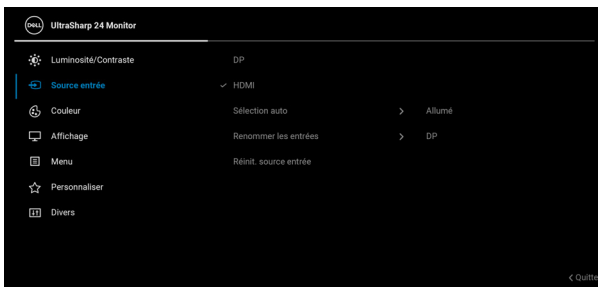 DELL UltraSharp 24 Monitor
Luminosité/Contraste DP
Source entrée HDMI
Couleur Sélection auto Allumé
Affichage Renommer les entrées DP
Menu Réinit. source entrée
Personnaliser
Divers
Quitte